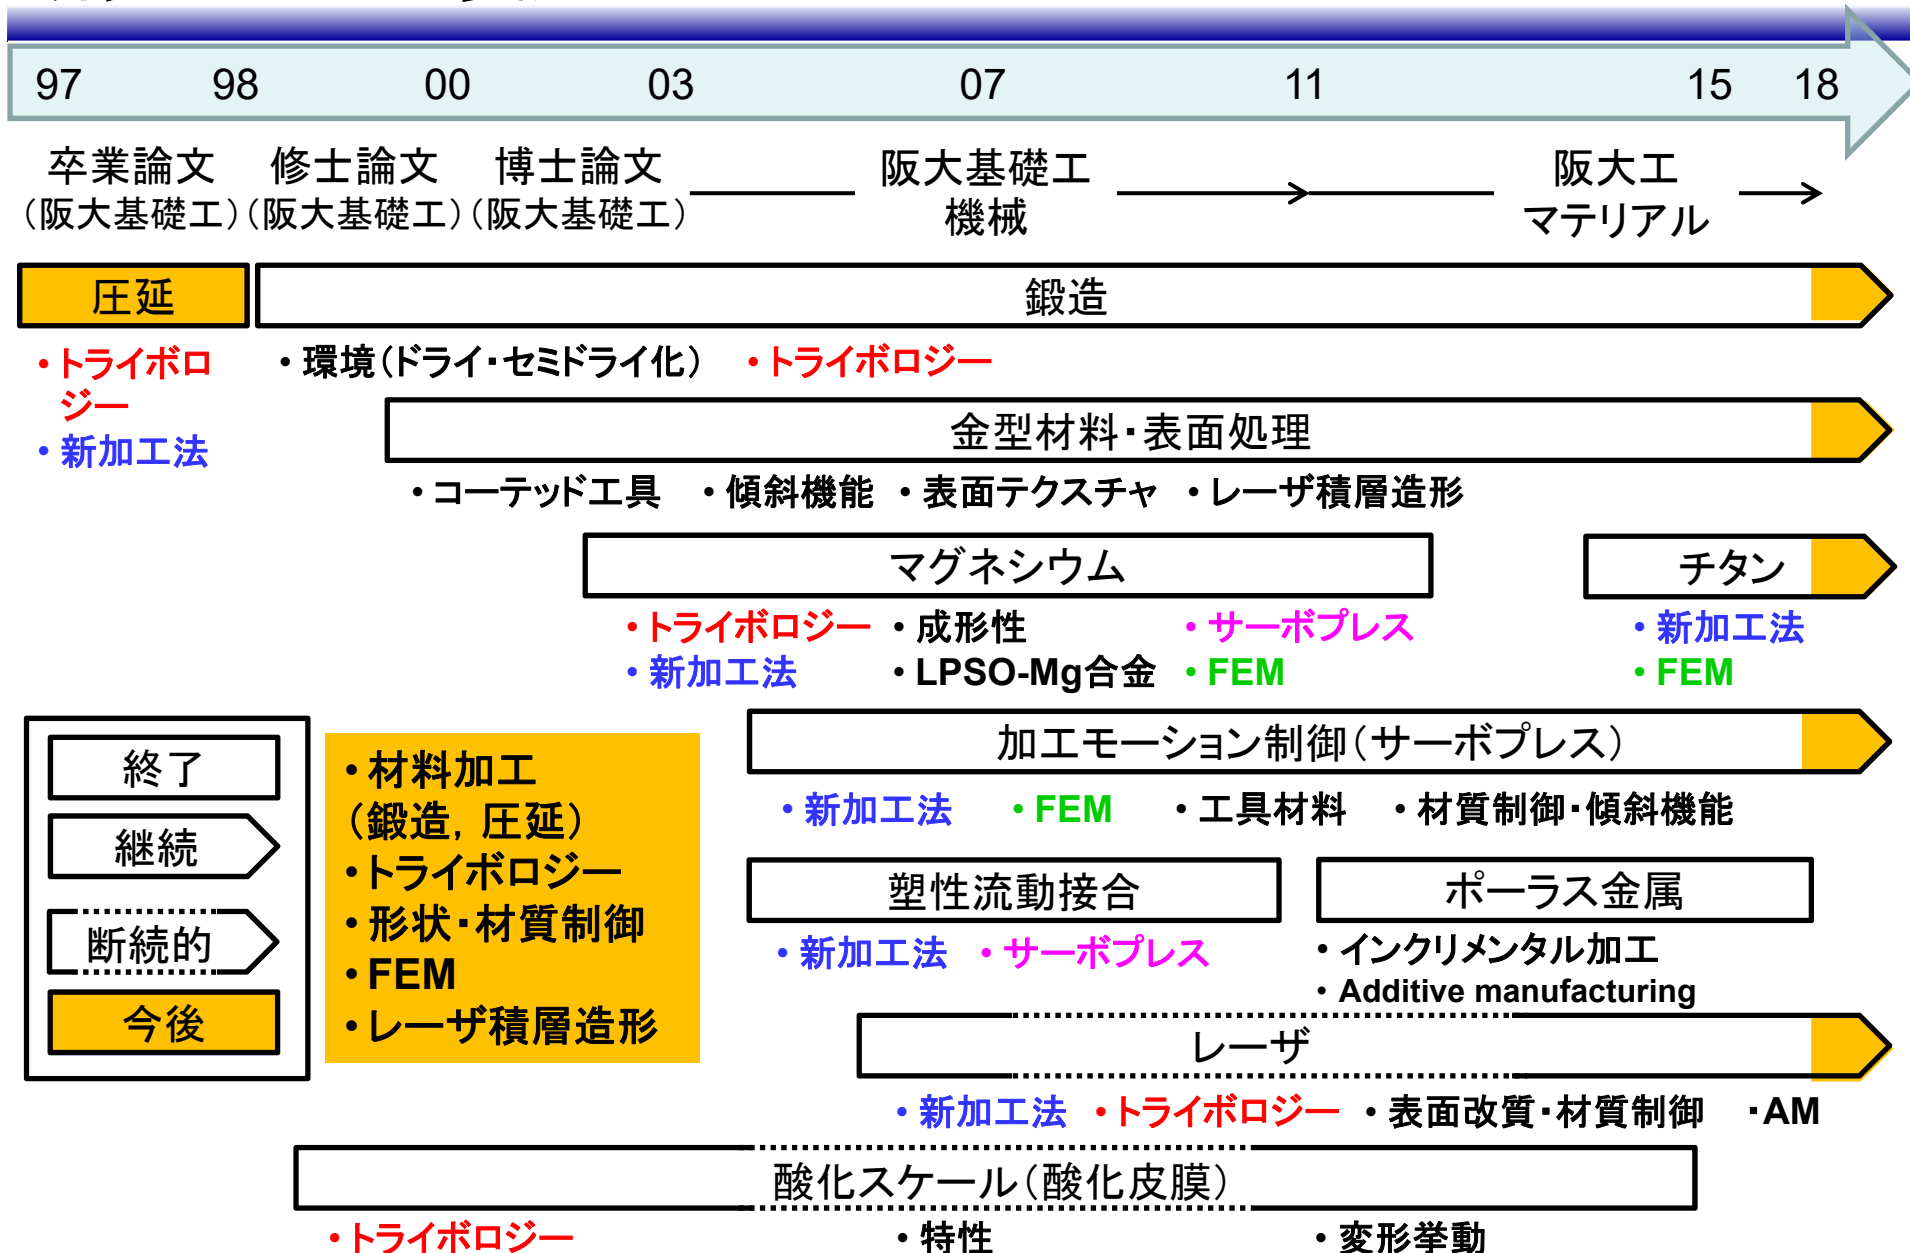 97 98 00 03 07 11 15 18
卒業論文 修士論文 博士論文 阪大基礎工 阪大工
(阪大基礎工)(阪大基礎工)(阪大基礎工) 機械 マテリアル
圧延 鍛造
・トライボロ ・環境(ドライ・セミドライ化) ・トライボロジー
ジー
金型材料・表面処理
・新加工法
・コーテッド工具 ・傾斜機能 ・表面テクスチャ ・レーザ積層造形
マグネシウム チタン
・トライボロジー ・成形性 ・サーボプレス ・新加工法
・新加工法 ・LPSO-Mg合金 ・FEM ・FEM
加工モーション制御(サーボプレス)
・新加工法 ・FEM ・工具材料 ・材質制御・傾斜機能
終了
継続
断続的
今後
・材料加工
(鍛造, 圧延)
・トライボロジー
・形状・材質制御
・FEM
・レーザ積層造形
塑性流動接合 ポーラス金属
・新加工法 ・サーボプレス ・インクリメンタル加工
・Additive manufacturing
レーザ
・新加工法 ・トライボロジー ・表面改質・材質制御 ・AM
酸化スケール(酸化皮膜)
・トライボロジー ・特性 ・変形挙動